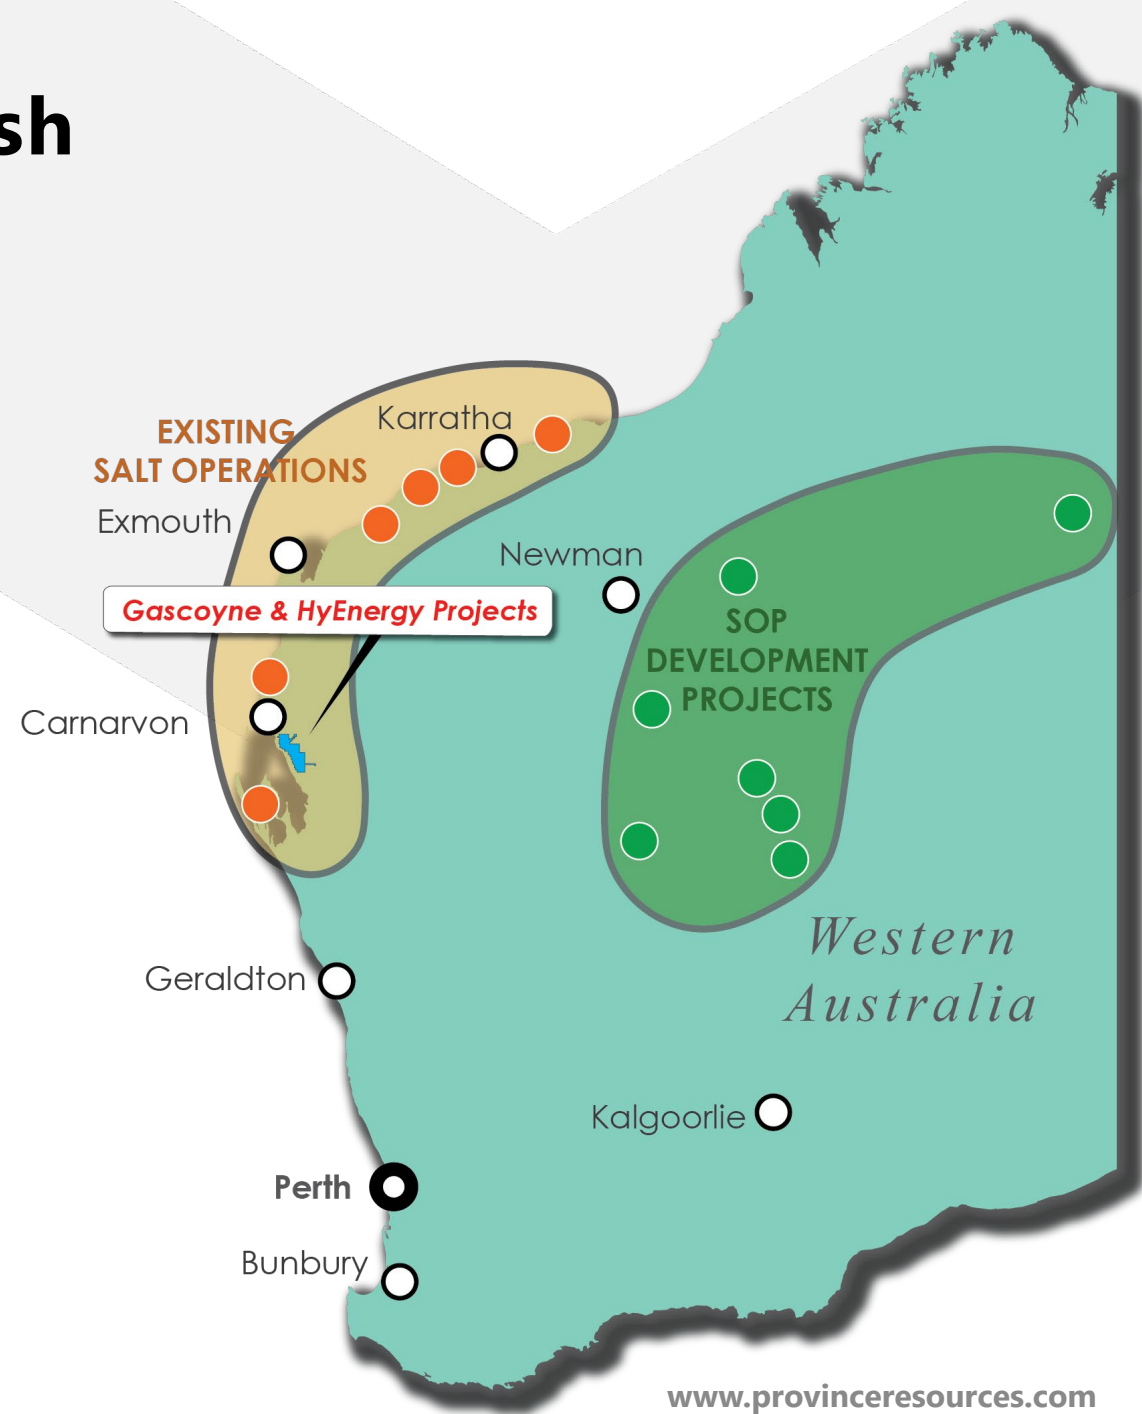 sh
Karratha
EXISTING
SALT OPERATIONS
Exmouth
Newman
Gascoyne & HyEnergy Projects
SOP
DEVELOPMENT
PROJECTS
Carnarvon
Western
Australia
Geraldton
Kalgoorlie
Perth
Bunbury
www.provinceresources.com